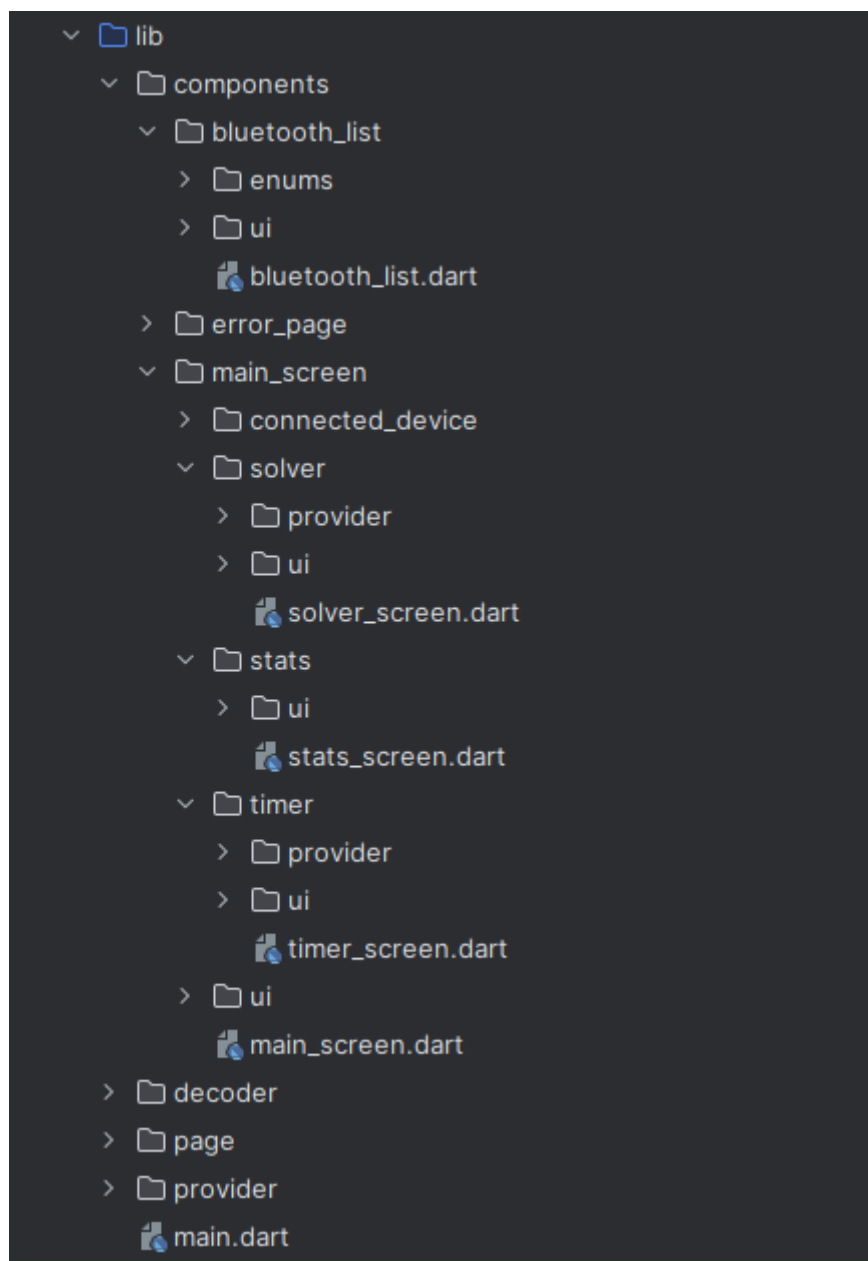 lib
components
bluetooth_list
enums
ui
bluetooth_list.dart
error_page
main_screen
connected_device
solver
provider
ui
solver_screen.dart
stats
ui
stats_screen.dart
timer
provider
ui
timer_screen.dart
ui
main_screen.dart
decoder
page
provider
main.dart